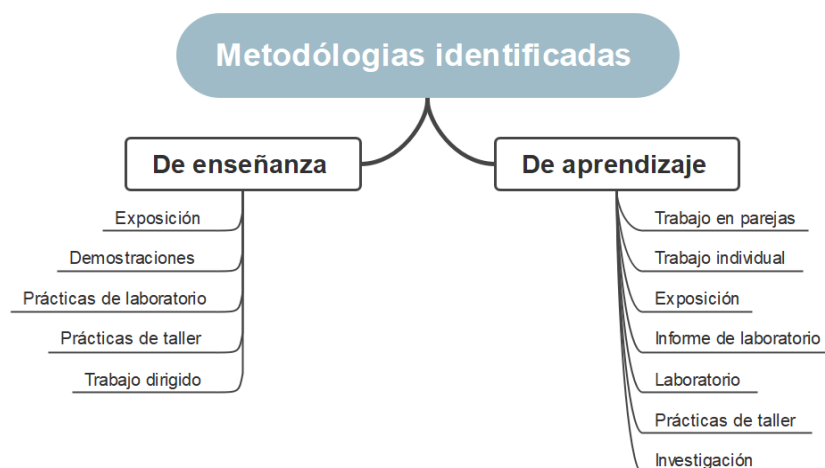 Metodólogias identificadas
De enseñanza
Exposición
Demostraciones
Prácticas de laboratorio
Prácticas de taller
Trabajo dirigido
De aprendizaje
Trabajo en parejas
Trabajo individual
Exposición
Informe de laboratorio
Laboratorio
Prácticas de taller
Investigación